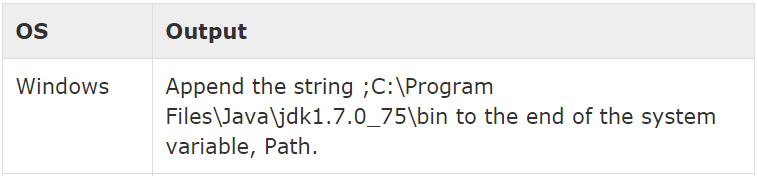 OS
Output
Windows
Append the string ;C:\Program
Files\Java\jdk1.7.0_75\bin to the end of the system
variable, Path.